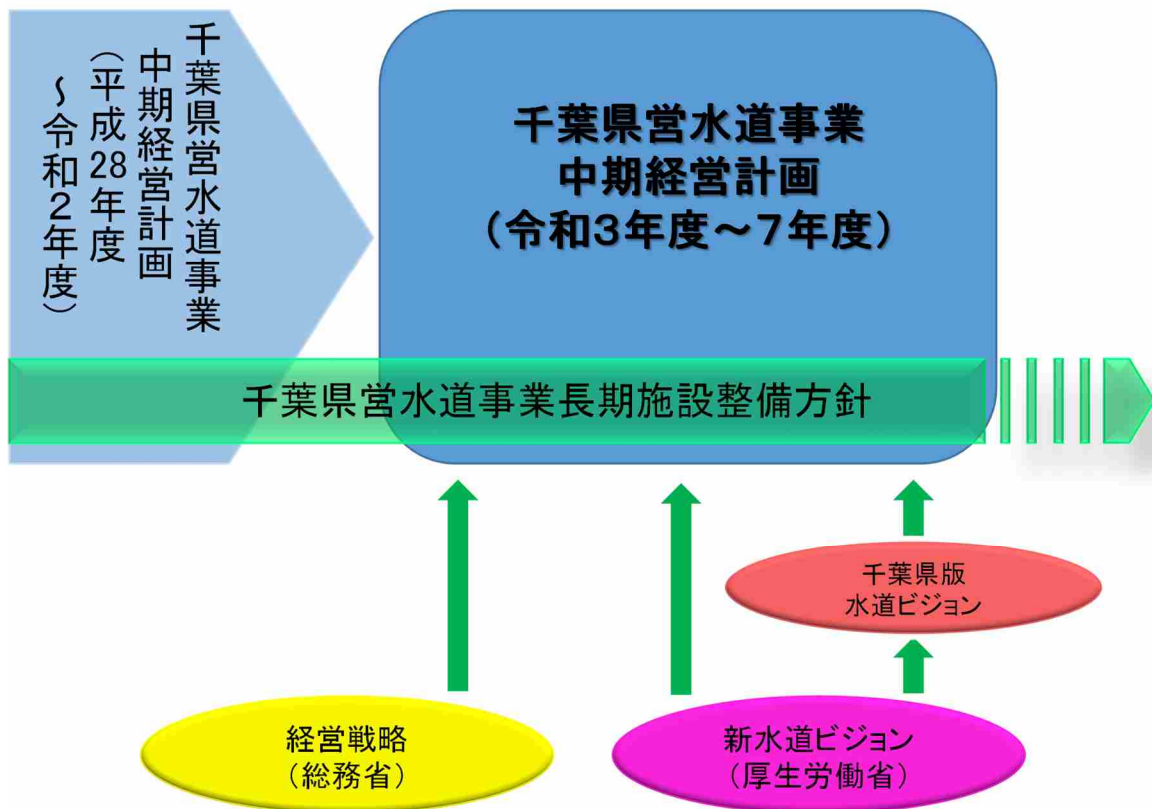 千葉県営水道事業
中期経営計画
（平成28年度
～令和２年度）
千葉県営水道事業
中期経営計画
（令和３年度～７年度）
千葉県営水道事業長期施設整備方針
千葉県版
水道ビジョン
経営戦略
（総務省）
新水道ビジョン
（厚生労働省）